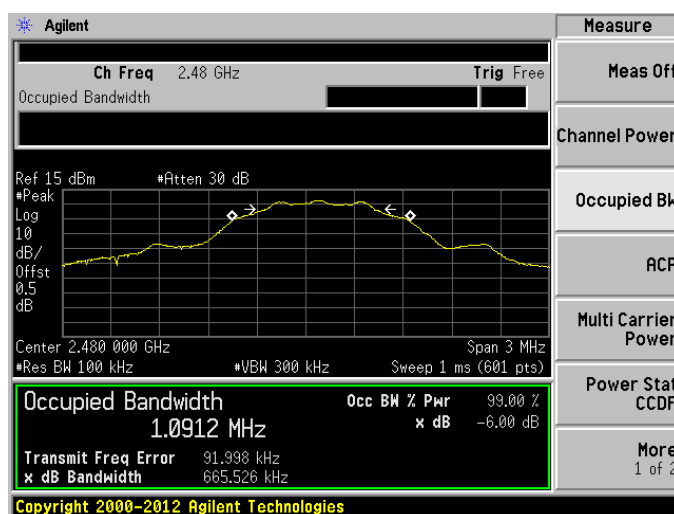 Agilent
Measure
Ch Freq 2.48 GHz Trig Free
Occupied Bandwidth
Meas Off
Channel Power
Occupied BW
ACP
Multi Carrier
Power
Power Stat
CCDF
More
1 of 2
Ref 15 dBm #Atten 30 dB
#Peak
Log
10
dB/
Offst
0.5
dB
Center 2.480 000 GHz Span 3 MHz
#Res BW 100 kHz #VBW 300 kHz Sweep 1 ms (601 pts)
Occupied Bandwidth Occ BW % Pwr 99.00 %
1.0912 MHz x dB -6.00 dB
Transmit Freq Error 91.998 kHz
x dB Bandwidth 665.526 kHz
Copyright 2000-2012 Agilent Technologies